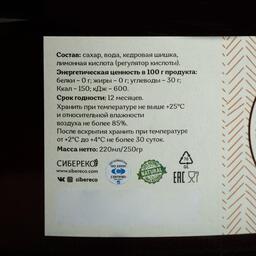 Состав: сахар, вода, кедровая шишка,
лимонная кислота (регулятор кислоты).
Энергетическая ценность в 100 г продукта:
белки – 0 г; жиры – 0 г; углеводы – 30 г;
Ккал – 150; кДж – 600.
Срок годности: 12 месяцев.
Хранить при температуре не выше +25°С
и относительной влажности
воздуха не более 85%.
После вскрытия хранить при температуре
от +2°С до +4°С не более 30 суток.
Масса нетто: 220мл/250гр
СИБЕРЕКО
www.sibereco
sibereco
NATURAL
GL
EAC